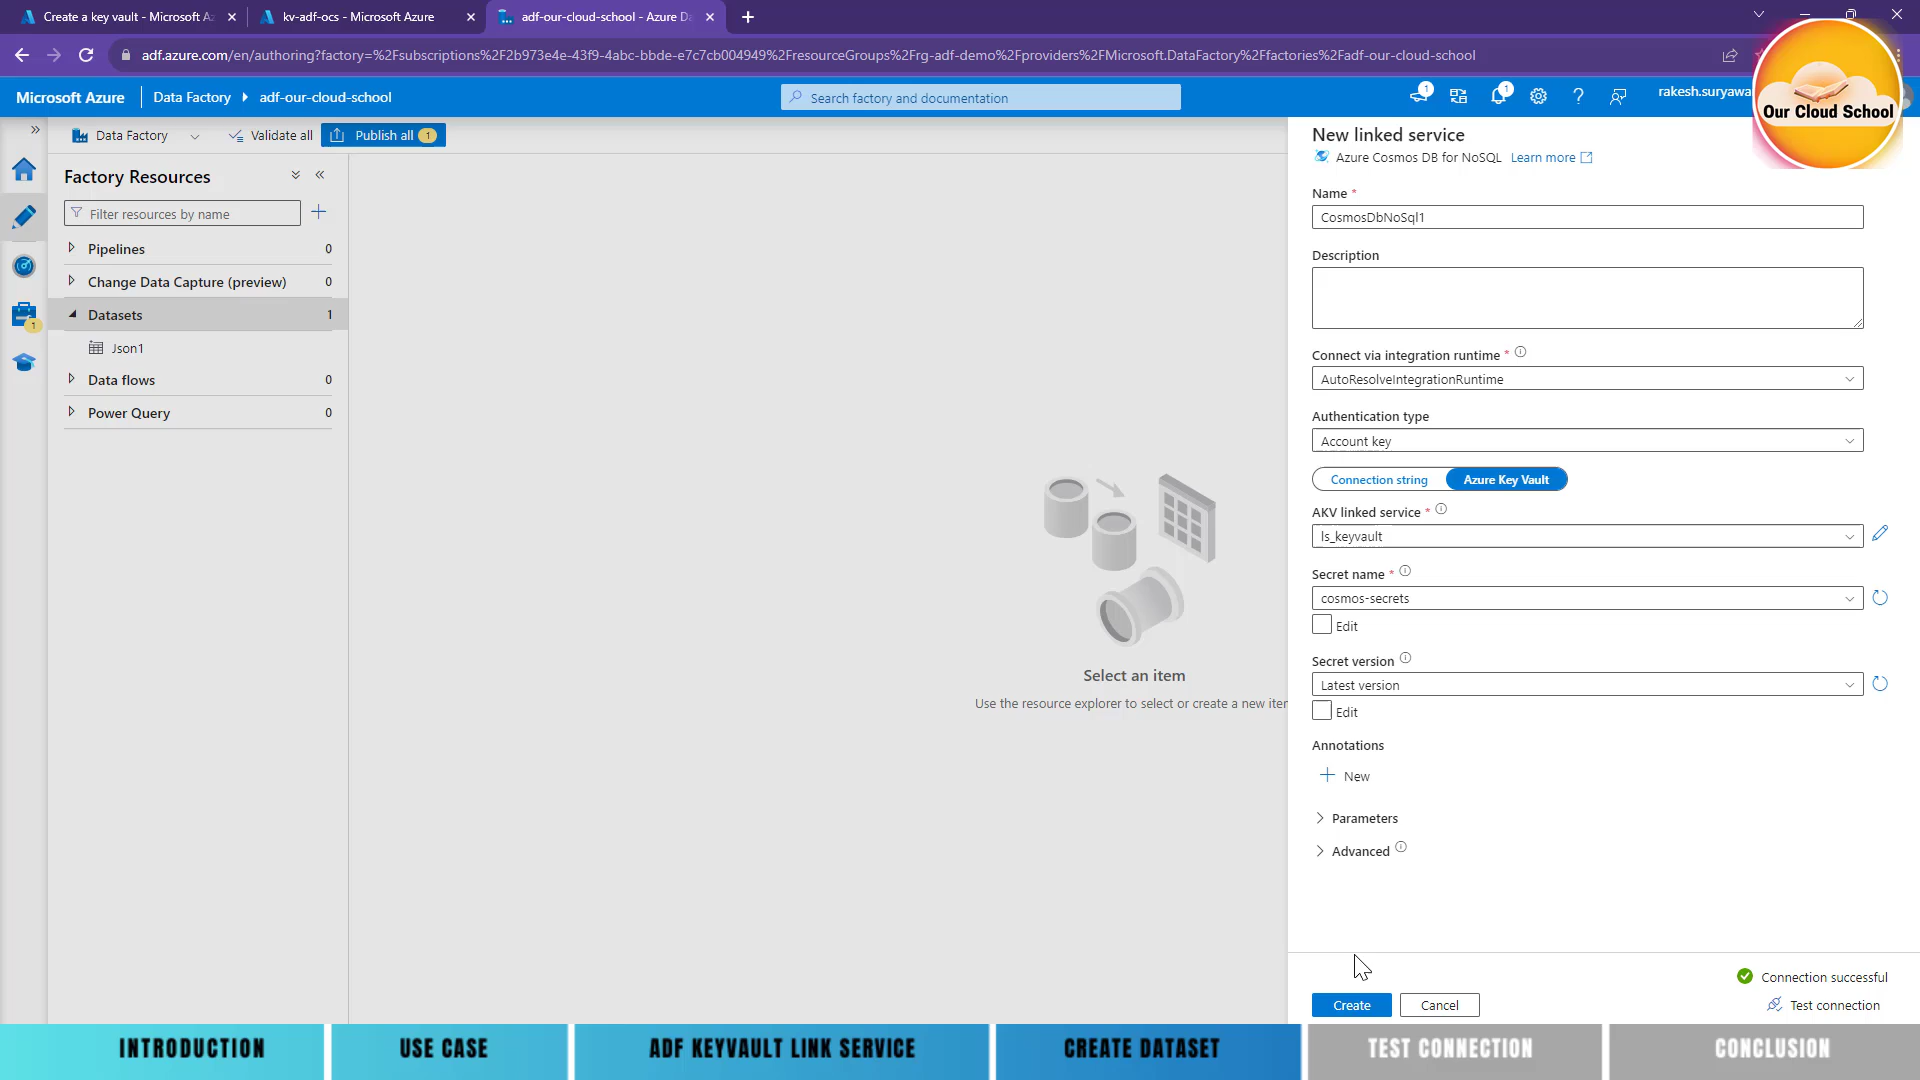 Create a key vault - Microsoft Az
kv-adf-ocs - Microsoft Azure
adf-our-cloud-school - Azure Da
adf.azure.com/en/authoring?factory=%2Fsubscriptions%2F2b973e4e-43f9-4abc-bbde-e7c7cb004949%2FresourceGroups%2Frg-adf-demo%2Fproviders%2FMicrosoft.DataFactory%2Ffactories%2Fadf-our-cloud-school
Microsoft Azure
Data Factory
adf-our-cloud-school
Search factory and documentation
1
1
rakesh.suryawa
Our Cloud School
Data Factory
Validate all
Publish all 1
Factory Resources
Filter resources by name
Pipelines 0
Change Data Capture (preview) 0
Datasets 1
Json1
Data flows 0
Power Query 0
1
Select an item
Use the resource explorer to select or create a new iter
New linked service
Azure Cosmos DB for NoSQL Learn more
Name *
CosmosDbNoSql1
Description
Connect via integration runtime *
AutoResolveIntegrationRuntime
Authentication type
Account key
Connection string
Azure Key Vault
AKV linked service *
ls_keyvault
Secret name *
cosmos-secrets
Edit
Secret version
Latest version
Edit
Annotations
New
Parameters
Advanced
Connection successful
Create
Cancel
Test connection
INTRODUCTION
USE CASE
ADF KEYVAULT LINK SERVICE
CREATE DATASET
TEST CONNECTION
CONCLUSION